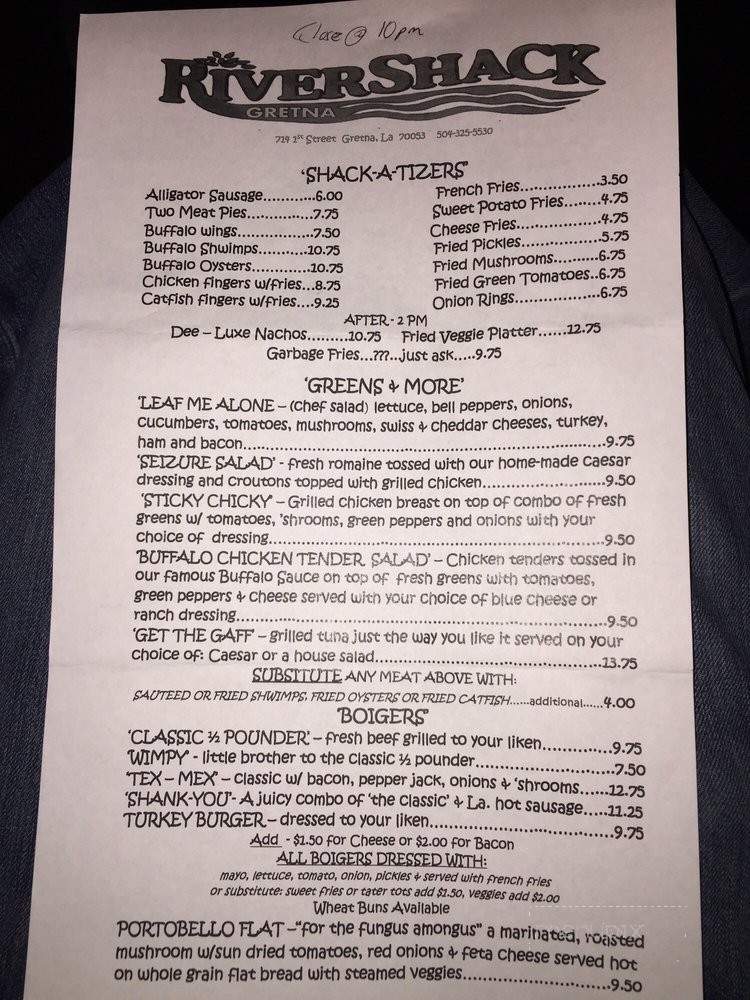 Close @ 10pm
RIVERSHACK
GRETNA
714 1st Street Gretna, La 70053 504-325-5530
'SHACK-A-TIZERS'
Alligator Sausage............6.00
Two Meat Pies.............7.75
Buffalo wings...............7.50
Buffalo Shwimps..........10.75
Buffalo Oysters............10.75
Chicken fingers w/fries...8.75
Catfish fingers w/fries....9.25
French Fries.....................3.50
Sweet Potato Fries.......4.75
Cheese Fries.................4.75
Fried Pickles................5.75
Fried Mushrooms.........6.75
Fried Green Tomatoes..6.75
Onion Rings.................6.75
AFTER - 2 PM
Dee – Luxe Nachos.........10.75 Fried Veggie Platter......12.75
Garbage Fries...???...just ask.....9.75
'GREENS & MORE'
'LEAF ME ALONE – (chef salad) lettuce, bell peppers, onions,
cucumbers, tomatoes, mushrooms, swiss & cheddar cheeses, turkey,
ham and bacon..................................................................9.75
'SEIZURE SALAD' - fresh romaine tossed with our home-made caesar
dressing and croutons topped with grilled chicken.........................9.50
'STICKY CHICKY' – Grilled chicken breast on top of combo of fresh
greens w/ tomatoes, 'shrooms, green peppers and onions with your
choice of dressing...............................................................9.50
'BUFFALO CHICKEN TENDER SALAD' – Chicken tenders tossed in
our famous Buffalo Sauce on top of fresh greens with tomatoes,
green peppers & cheese served with your choice of blue cheese or
ranch dressing.....................................................................9.50
'GET THE GAFF' – grilled tuna just the way you like it served on your
choice of: Caesar or a house salad..........................................13.75
SUBSTITUTE ANY MEAT ABOVE WITH:
SAUTEED OR FRIED SHWIMPS, FRIED OYSTERS OR FRIED CATFISH......additional.....4.00
'BOIGERS'
'CLASSIC ½ POUNDER' – fresh beef grilled to your liken..............9.75
'WIMPY' - little brother to the classic ½ pounder..........................7.50
'TEX – MEX' – classic w/ bacon, pepper jack, onions & 'shrooms......12.75
'SHANK-YOU'- A juicy combo of 'the classic' & La. hot sausage.....11.25
TURKEY BURGER – dressed to your liken..................................9.75
Add - $1.50 for Cheese or $2.00 for Bacon
ALL BOIGERS DRESSED WITH:
mayo, lettuce, tomato, onion, pickles & served with french fries
or substitute: sweet fries or tater tots add $1.50, veggies add $2.00
Wheat Buns Available
PORTOBELLO FLAT –"for the fungus amongus" a marinated, roasted
mushroom w/sun dried tomatoes, red onions & feta cheese served hot
on whole grain flat bread with steamed veggies..........................9.50